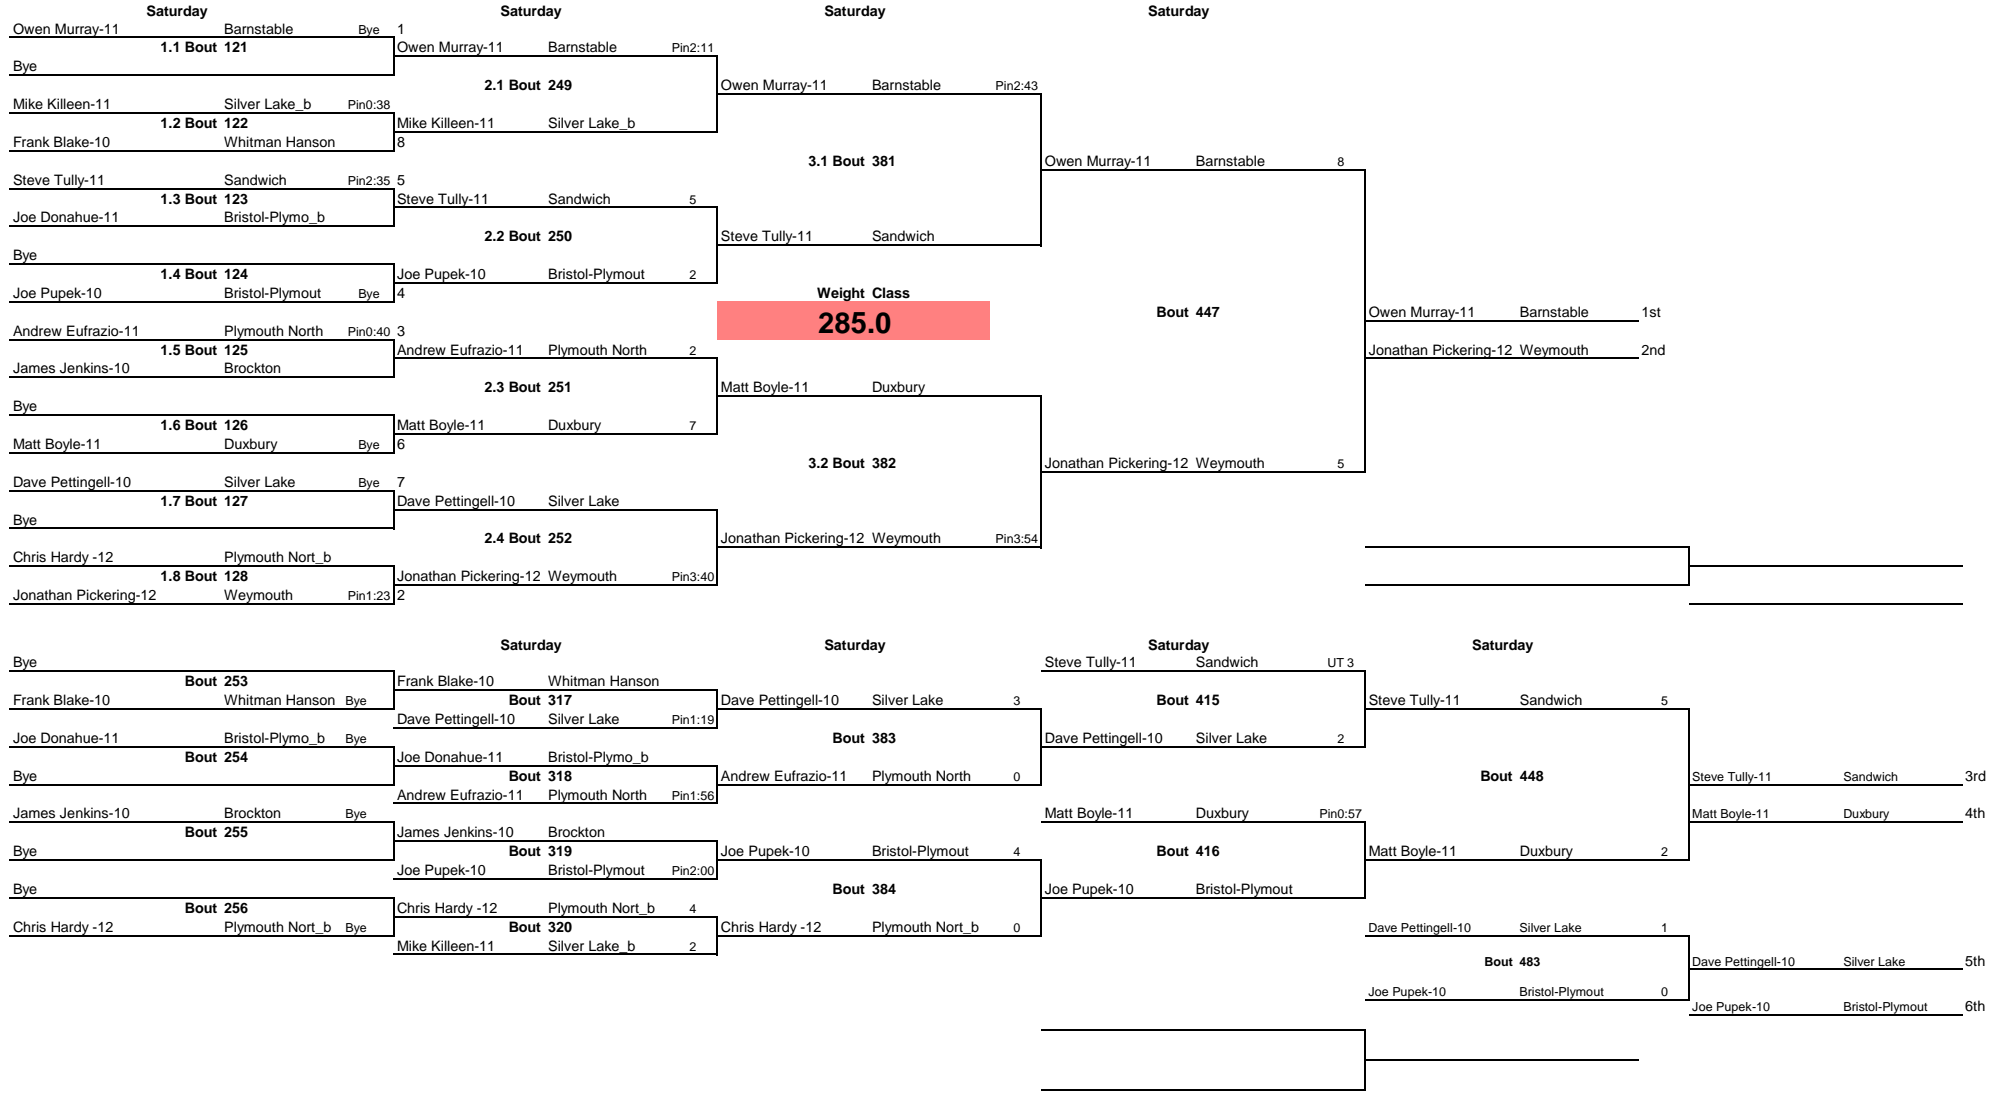 Saturday Saturday Saturday Saturday
Owen Murray-11 Barnstable Bye 1
1.1 Bout 121 Owen Murray-11 Barnstable Pin2:11
Bye
2.1 Bout 249 Owen Murray-11 Barnstable Pin2:43
Mike Killeen-11 Silver Lake_b Pin0:38
1.2 Bout 122 Mike Killeen-11 Silver Lake_b
Frank Blake-10 Whitman Hanson 8
3.1 Bout 381 Owen Murray-11 Barnstable 8
Steve Tully-11 Sandwich Pin2:35 5
1.3 Bout 123 Steve Tully-11 Sandwich 5
Joe Donahue-11 Bristol-Plymo_b
2.2 Bout 250 Steve Tully-11 Sandwich
Bye
1.4 Bout 124 Joe Pupek-10 Bristol-Plymout 2
Joe Pupek-10 Bristol-Plymout Bye 4 Weight Class
Bout 447 Owen Murray-11 Barnstable 1st
285.0
Andrew Eufrazio-11 Plymouth North Pin0:40 3
1.5 Bout 125 Andrew Eufrazio-11 Plymouth North 2 Jonathan Pickering-12 Weymouth 2nd
James Jenkins-10 Brockton
2.3 Bout 251 Matt Boyle-11 Duxbury
Bye
1.6 Bout 126 Matt Boyle-11 Duxbury 7
Matt Boyle-11 Duxbury Bye 6
3.2 Bout 382 Jonathan Pickering-12 Weymouth 5
Dave Pettingell-10 Silver Lake Bye 7
1.7 Bout 127 Dave Pettingell-10 Silver Lake
Bye
2.4 Bout 252 Jonathan Pickering-12 Weymouth Pin3:54
Chris Hardy -12 Plymouth Nort_b
1.8 Bout 128 Jonathan Pickering-12 Weymouth Pin3:40
Jonathan Pickering-12 Weymouth Pin1:23 2
Saturday Saturday Saturday Saturday
Bye Steve Tully-11 Sandwich UT 3
Bout 253 Frank Blake-10 Whitman Hanson
Frank Blake-10 Whitman Hanson Bye Bout 317 Dave Pettingell-10 Silver Lake 3 Bout 415 Steve Tully-11 Sandwich 5
Dave Pettingell-10 Silver Lake Pin1:19
Joe Donahue-11 Bristol-Plymo_b Bye Bout 383 Dave Pettingell-10 Silver Lake 2
Bout 254 Joe Donahue-11 Bristol-Plymo_b
Bye Bout 318 Andrew Eufrazio-11 Plymouth North 0 Bout 448 Steve Tully-11 Sandwich 3rd
Andrew Eufrazio-11 Plymouth North Pin1:56
James Jenkins-10 Brockton Bye Matt Boyle-11 Duxbury Pin0:57 Matt Boyle-11 Duxbury 4th
Bout 255 James Jenkins-10 Brockton
Bye Bout 319 Joe Pupek-10 Bristol-Plymout 4 Bout 416 Matt Boyle-11 Duxbury 2
Joe Pupek-10 Bristol-Plymout Pin2:00
Bye Bout 384 Joe Pupek-10 Bristol-Plymout
Bout 256 Chris Hardy -12 Plymouth Nort_b 4
Chris Hardy -12 Plymouth Nort_b Bye Bout 320 Chris Hardy -12 Plymouth Nort_b 0 Dave Pettingell-10 Silver Lake 1
Mike Killeen-11 Silver Lake_b 2
Bout 483 Dave Pettingell-10 Silver Lake 5th
Joe Pupek-10 Bristol-Plymout 0
Joe Pupek-10 Bristol-Plymout 6th